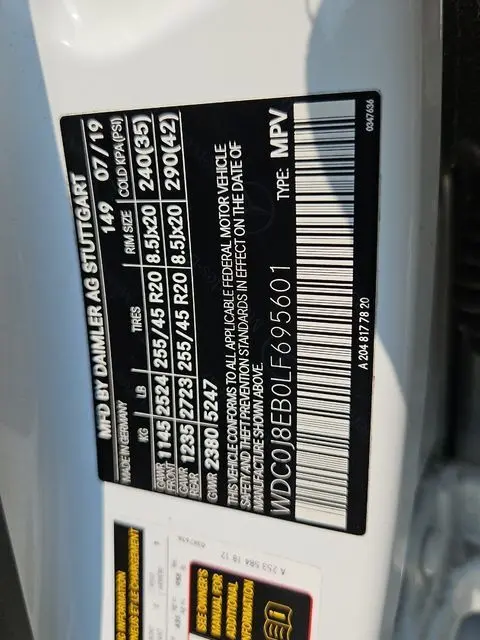 MFD BY DAIMLER AG STUTTGART
MADE IN GERMANY 149 07/19
KG LB TIRES RIM SIZE COLD KPA(PSI)
GAWR FRONT 1145 2524 255/45 R20 8.5Jx20 240(35)
GAWR REAR 1235 2723 255/45 R20 8.5Jx20 290(42)
GVWR 2380 5247
THIS VEHICLE CONFORMS TO ALL APPLICABLE FEDERAL MOTOR VEHICLE
SAFETY AND THEFT PREVENTION STANDARDS IN EFFECT ON THE DATE OF
MANUFACTURE SHOWN ABOVE.
WDC0J8EB0LF695601 TYPE: MPV
A 204 817 78 20 0347636
INFORMATION
ET LE CHARGEMENT
A 253 584 18 12
SEE OWNER'S
MANUAL FOR
ADDITIONAL
INFORMATION